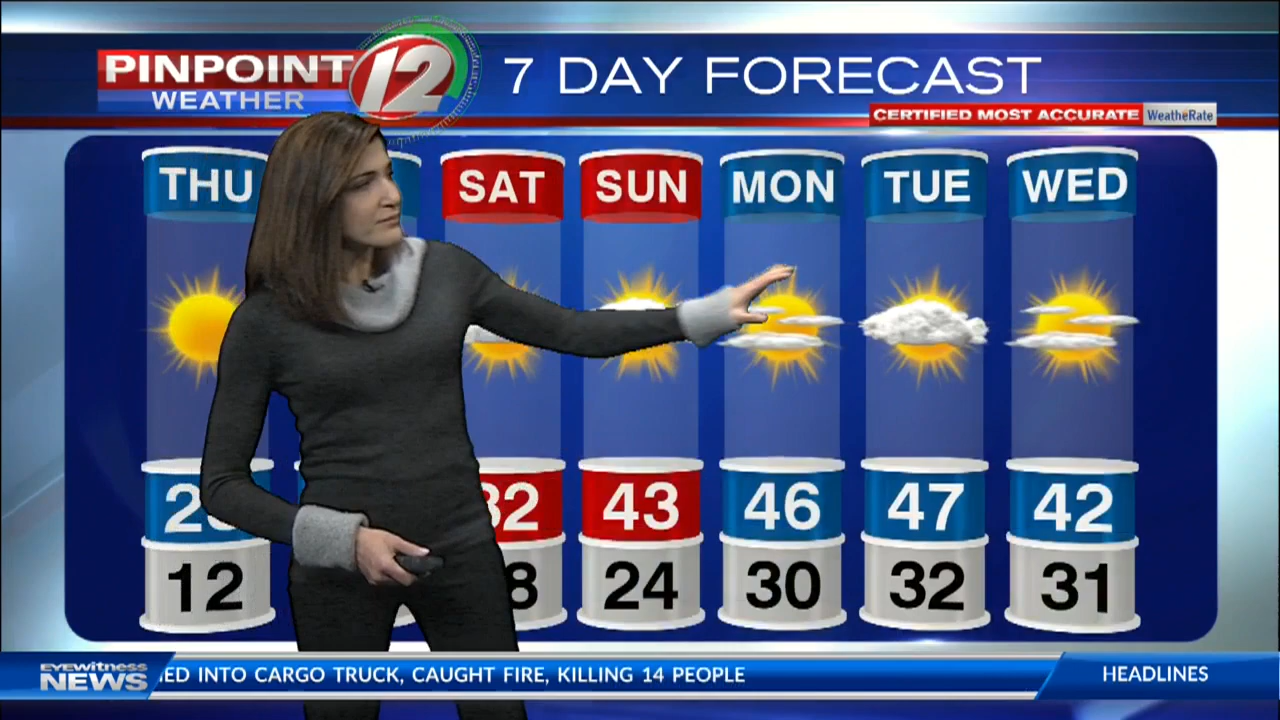 PINPOINT 12
WEATHER
7 DAY FORECAST
CERTIFIED MOST ACCURATE WeatheRate
THU SAT SUN MON TUE WED
43 46 47 42
12 24 30 32 31
EYEWITNESS
NEWS
INTO CARGO TRUCK, CAUGHT FIRE, KILLING 14 PEOPLE
HEADLINES